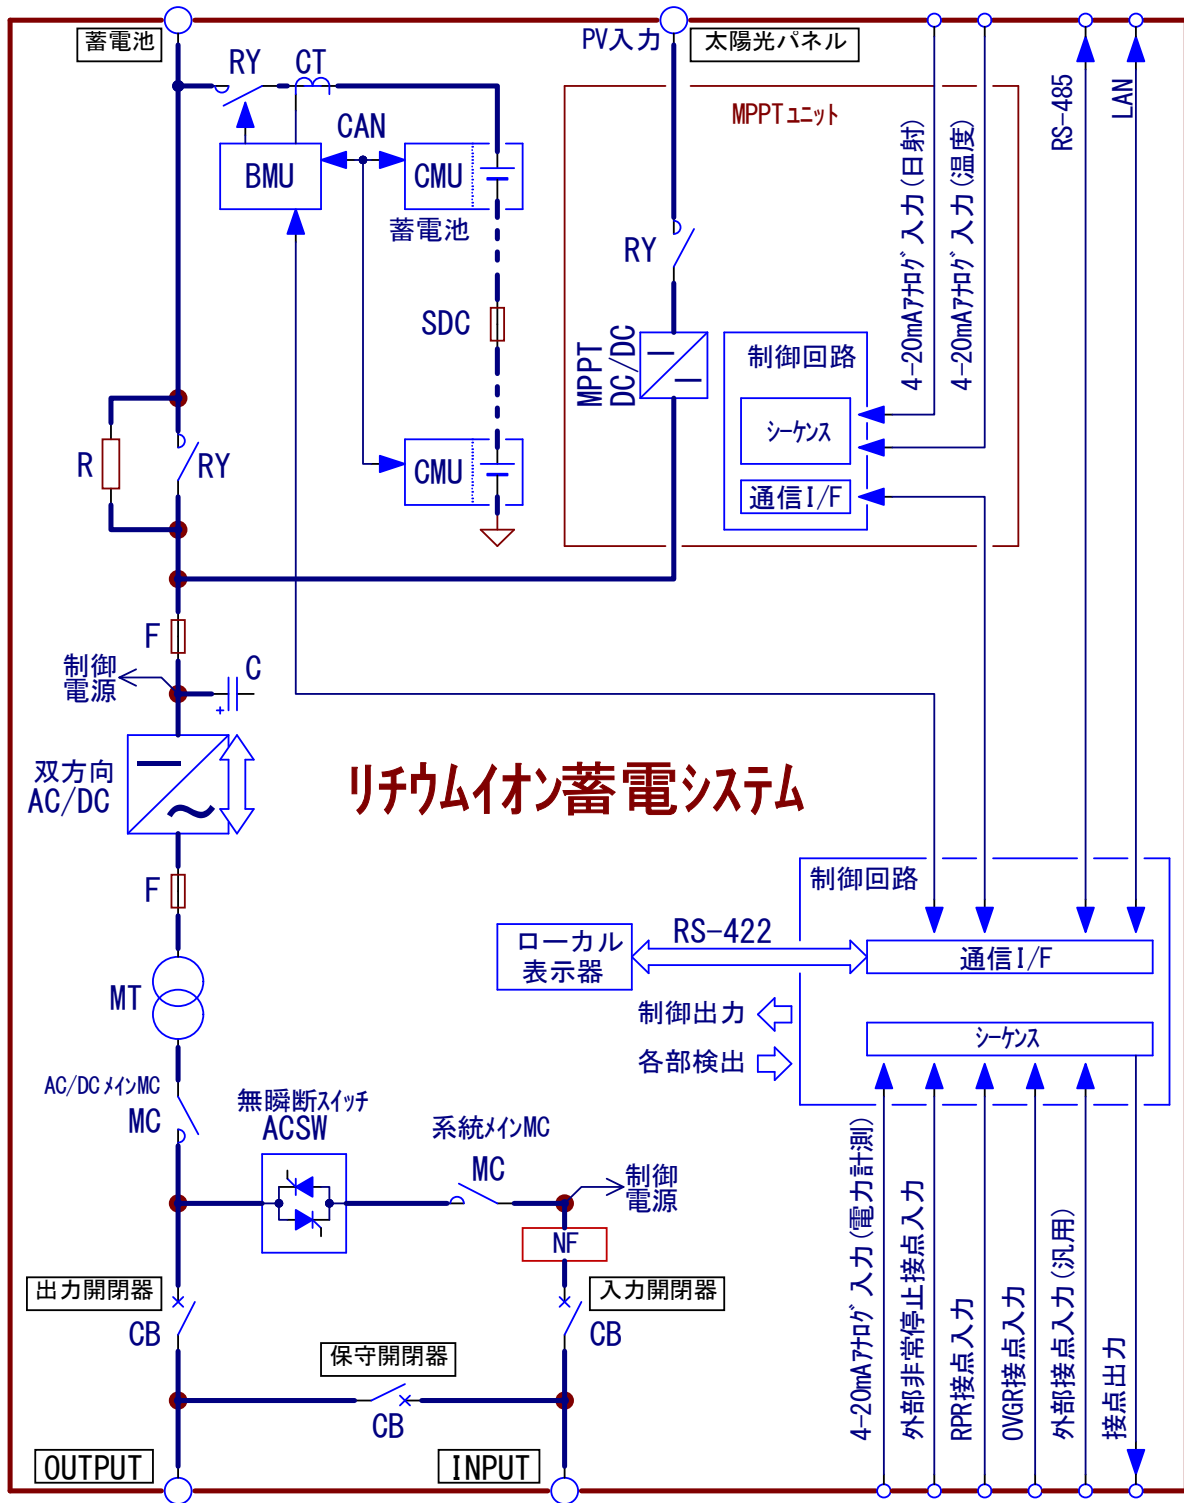 蓄電池
PV入力
太陽光パネル
RY
CT
MPPTユニット
CAN
BMU
CMU
蓄電池
RY
SDC
MPPT
DC/DC
制御回路
シーケンス
通信I/F
4-20mAアナログ入力(日射)
4-20mAアナログ入力(温度)
RS-485
LAN
R
RY
CMU
F
制御
電源
C
双方向
AC/DC
リチウムイオン蓄電システム
F
制御回路
ローカル
表示器
RS-422
通信I/F
MT
制御出力
シーケンス
各部検出
AC/DCメインMC
MC
無瞬断スイッチ
ACSW
系統メインMC
MC
制御
電源
NF
出力開閉器
CB
入力開閉器
CB
保守開閉器
CB
4-20mAアナログ入力(電力計測)
外部非常停止接点入力
RPR接点入力
OVGR接点入力
外部接点入力(汎用)
接点出力
OUTPUT
INPUT